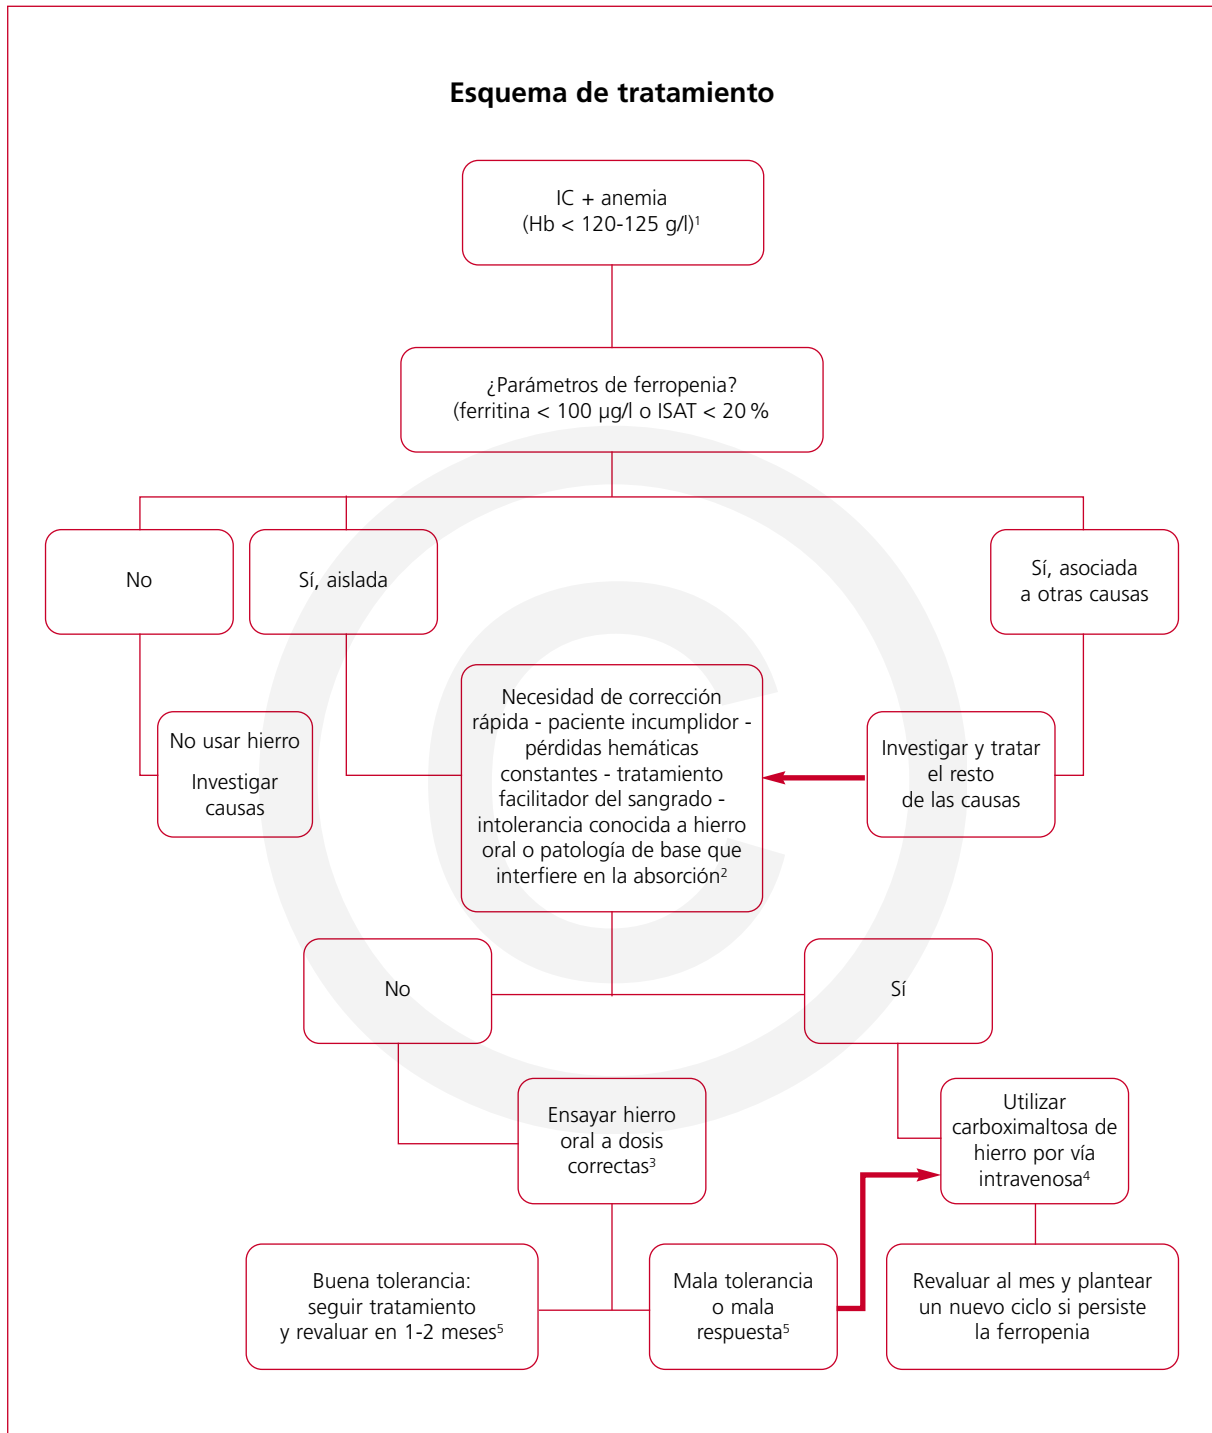 Esquema de tratamiento
IC + anemia
(Hb < 120-125 g/l)¹
¿Parámetros de ferropenia?
(ferritina < 100 µg/l o ISAT < 20 %
No
Sí, aislada
Sí, asociada
a otras causas
No usar hierro
Investigar
causas
Necesidad de corrección
rápida - paciente incumplidor -
pérdidas hemáticas
constantes - tratamiento
facilitador del sangrado -
intolerancia conocida a hierro
oral o patología de base que
interfiere en la absorción²
Investigar y tratar
el resto
de las causas
No
Sí
Ensayar hierro
oral a dosis
correctas³
Utilizar
carboximaltosa de
hierro por vía
intravenosa⁴
Buena tolerancia:
seguir tratamiento
y revaluar en 1-2 meses⁵
Mala tolerancia
o mala
respuesta⁵
Revaluar al mes y plantear
un nuevo ciclo si persiste
la ferropenia